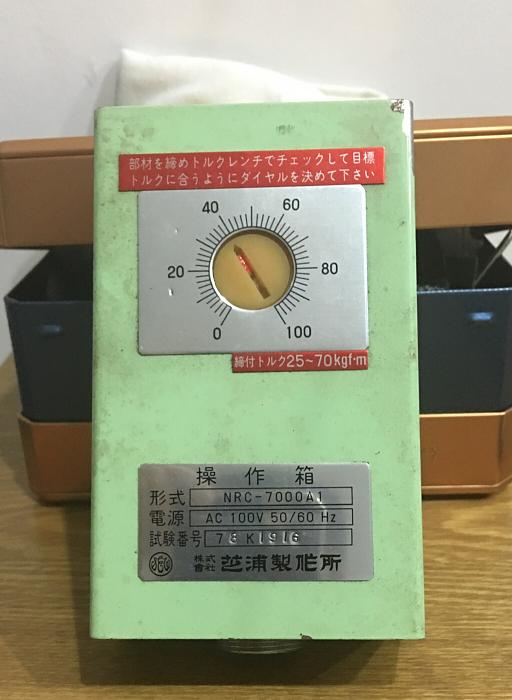 部材を締めトルクレンチでチェックして目標
トルクに合うようにダイヤルを決めて下さい
40 60
20 80
0 100
締付トルク25~70kgf·m
操作箱
形式 NRC-7000A1
電源 AC 100V 50/60 Hz
試験番号 78K1916
株式會社 芝浦製作所